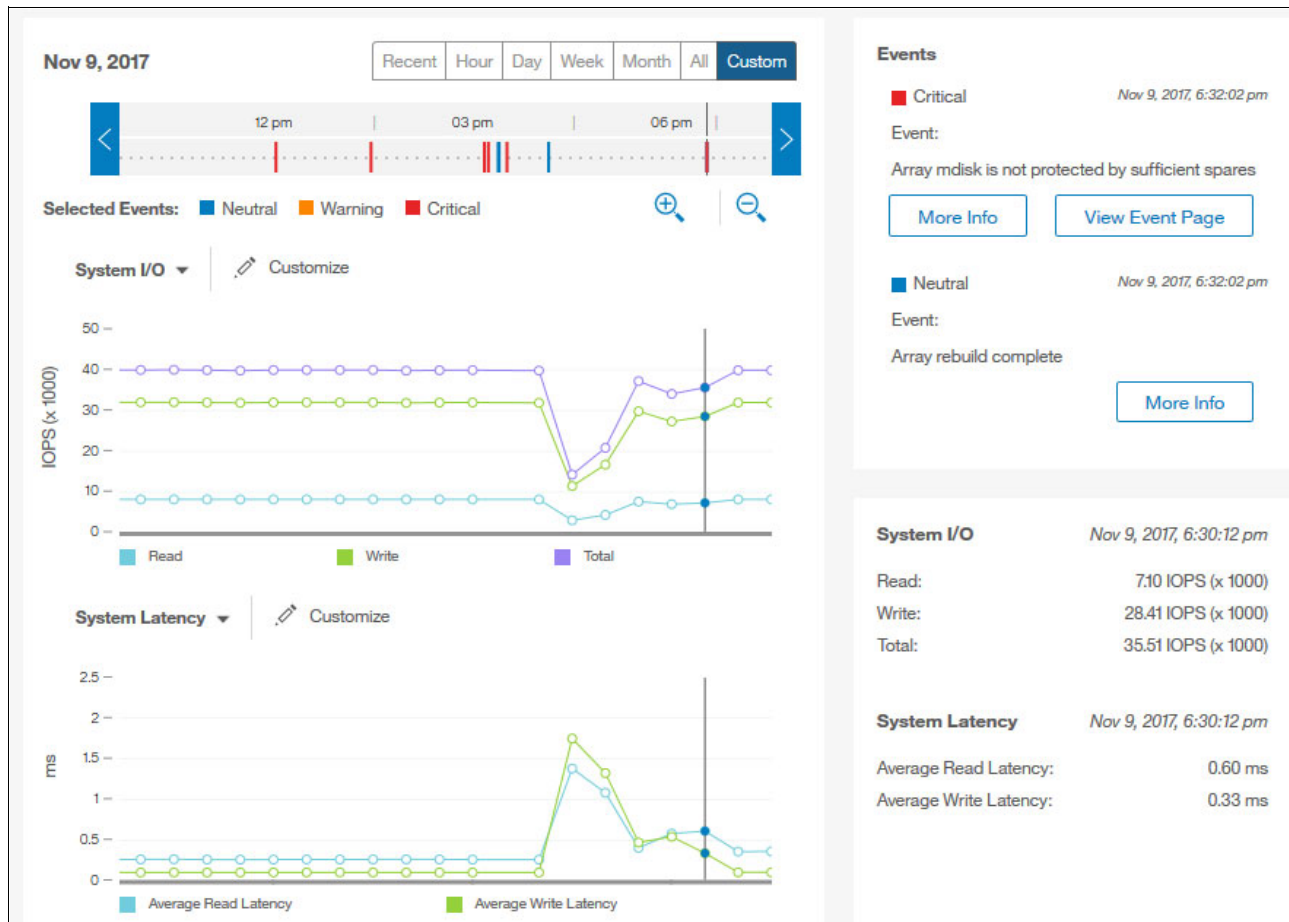 Nov 9, 2017
Recent Hour Day Week Month All Custom
12 pm 03 pm 06 pm
Selected Events: Neutral Warning Critical
System I/O Customize
50
40
30
20
10
0
IOPS (x 1000)
Read Write Total
System Latency Customize
2.5
2
1.5
1
0.5
0
ms
Average Read Latency Average Write Latency
Events
Critical Nov 9, 2017, 6:32:02 pm
Event:
Array mdisk is not protected by sufficient spares
More Info View Event Page
Neutral Nov 9, 2017, 6:32:02 pm
Event:
Array rebuild complete
More Info
System I/O Nov 9, 2017, 6:30:12 pm
Read: 7.10 IOPS (x 1000)
Write: 28.41 IOPS (x 1000)
Total: 35.51 IOPS (x 1000)
System Latency Nov 9, 2017, 6:30:12 pm
Average Read Latency: 0.60 ms
Average Write Latency: 0.33 ms